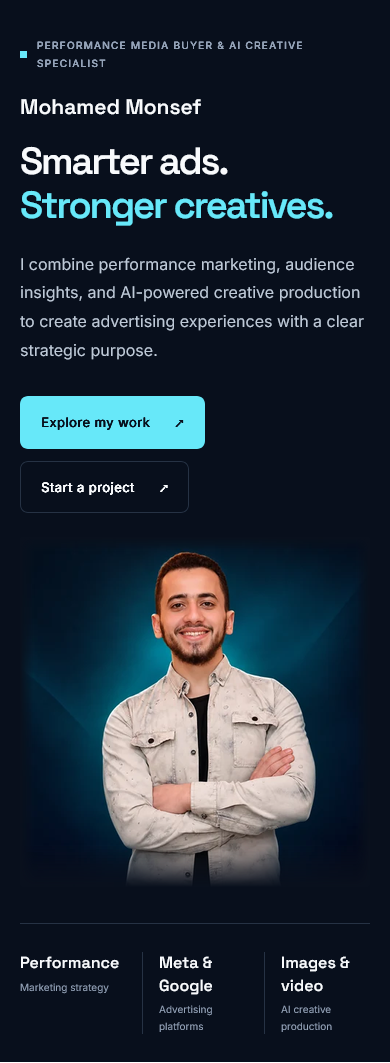 PERFORMANCE MEDIA BUYER & AI CREATIVE
SPECIALIST
Mohamed Monsef
Smarter ads.
Stronger creatives.
I combine performance marketing, audience
insights, and AI-powered creative production
to create advertising experiences with a clear
strategic purpose.
Explore my work ↗
Start a project ↗
Performance
Marketing strategy
Meta &
Google
Advertising
platforms
Images &
video
AI creative
production